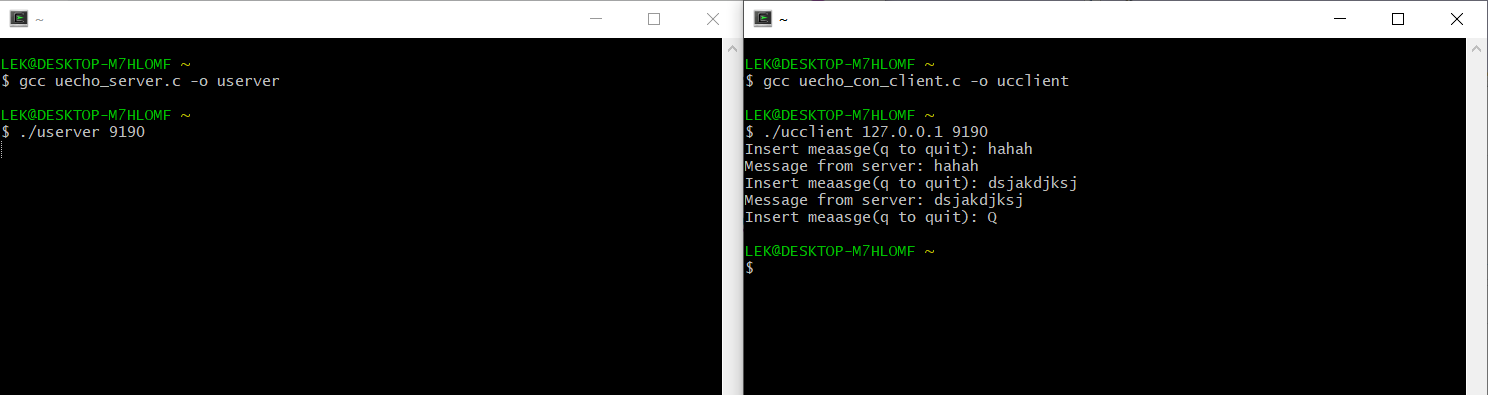 ~
LEK@DESKTOP-M7HLOMF ~
$ gcc uecho_server.c -o userver
LEK@DESKTOP-M7HLOMF ~
$ ./userver 9190
~
LEK@DESKTOP-M7HLOMF ~
$ gcc uecho_con_client.c -o ucclient
LEK@DESKTOP-M7HLOMF ~
$ ./ucclient 127.0.0.1 9190
Insert meaasge(q to quit): hahah
Message from server: hahah
Insert meaasge(q to quit): dsjakdjksj
Message from server: dsjakdjksj
Insert meaasge(q to quit): Q
LEK@DESKTOP-M7HLOMF ~
$